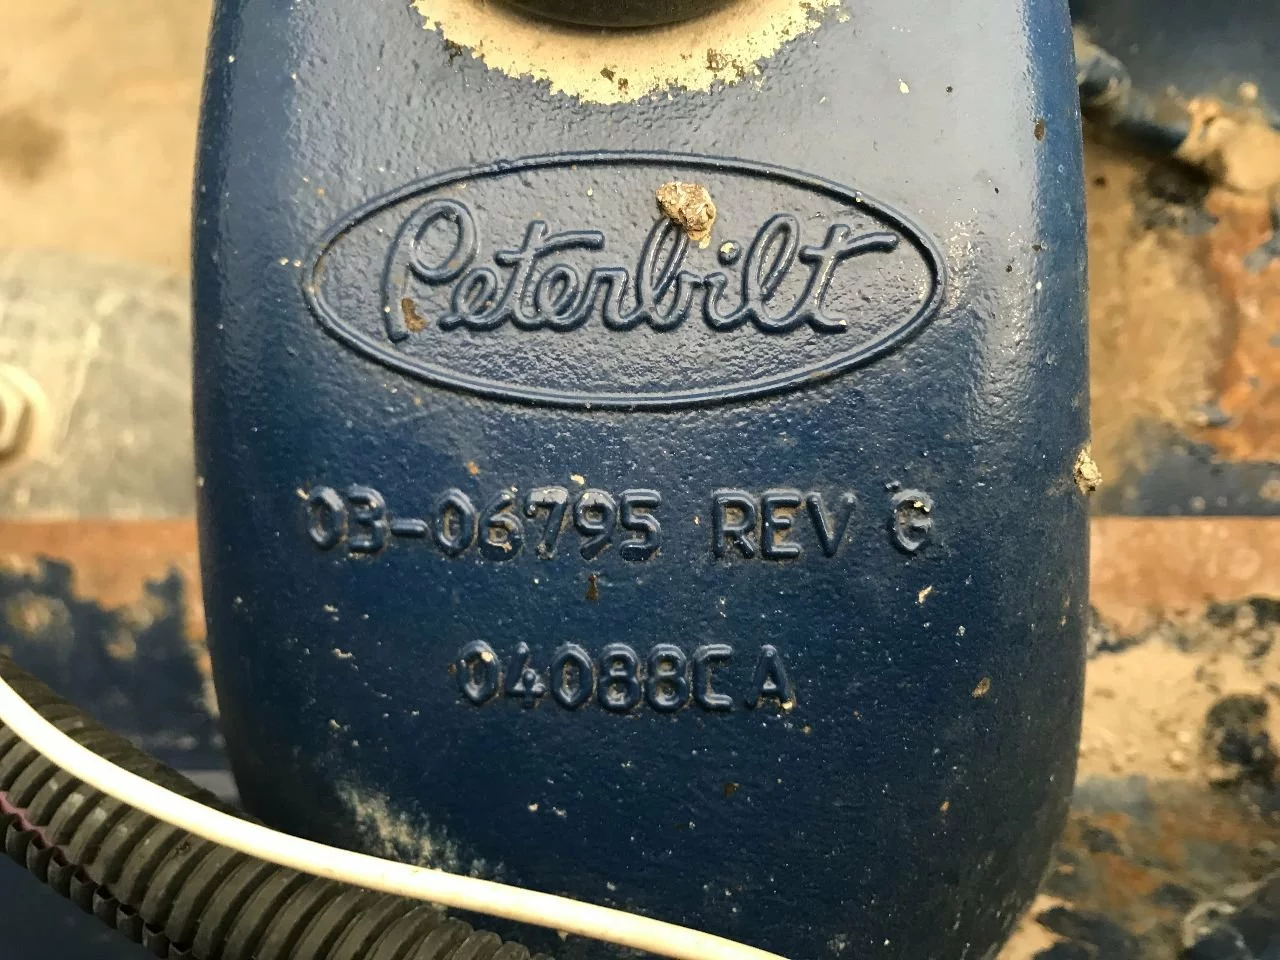 Peterbilt
03-06795 REV G
04088CA